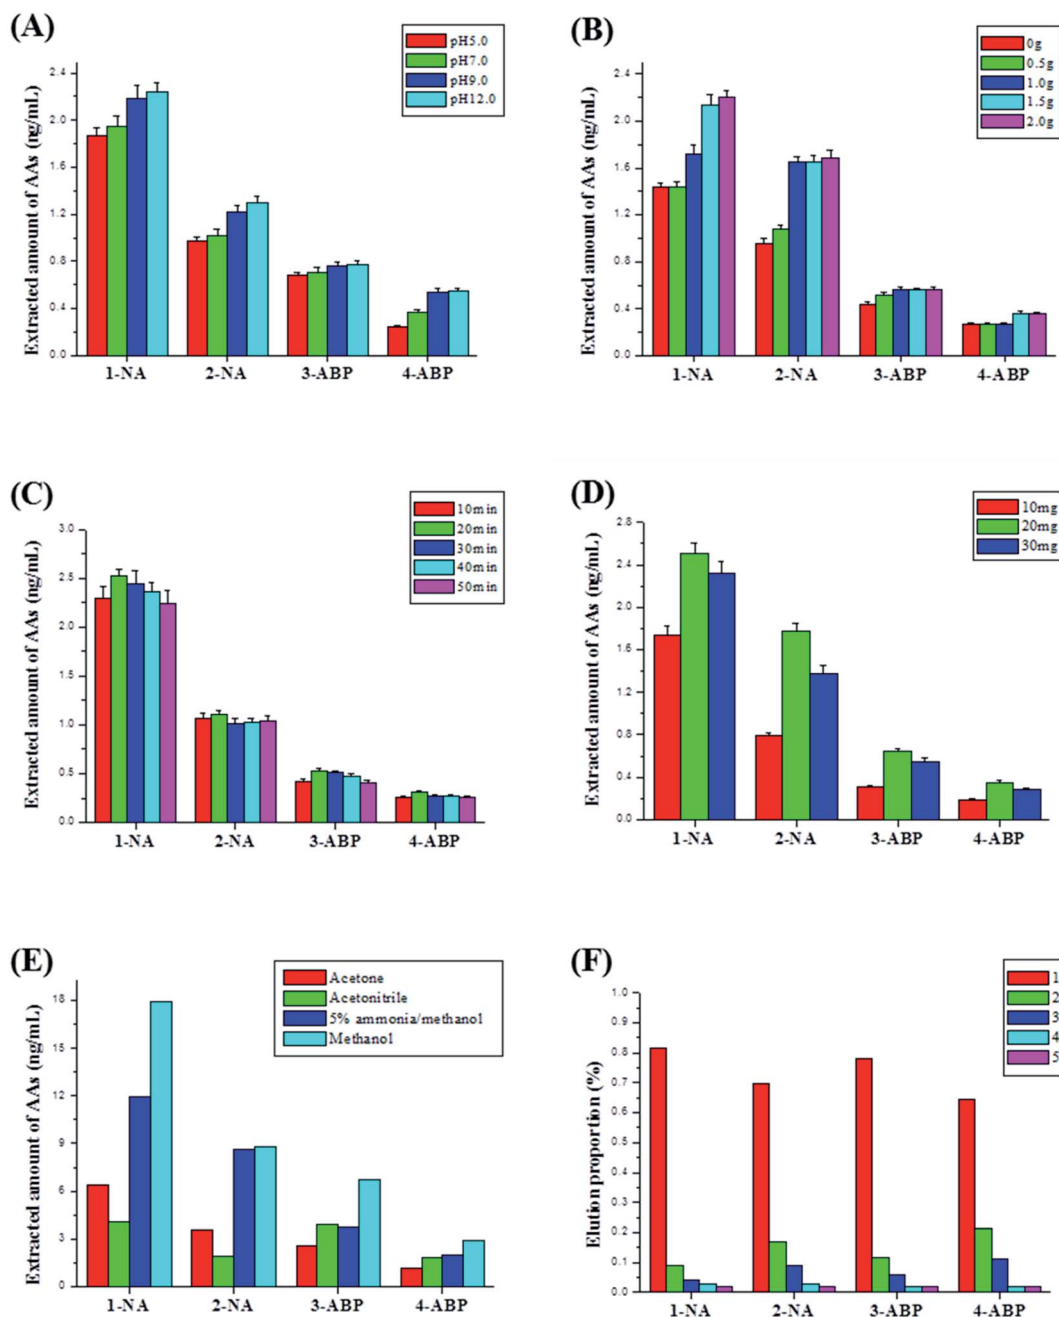 (A)
pH5.0
pH7.0
pH9.0
pH12.0
Extracted amount of AAs (ng/mL)
2.4
2.0
1.6
1.2
0.8
0.4
0.0
1-NA 2-NA 3-ABP 4-ABP
(B)
0g
0.5g
1.0g
1.5g
2.0g
Extracted amount of AAs (ng/mL)
2.4
2.0
1.6
1.2
0.8
0.4
0.0
1-NA 2-NA 3-ABP 4-ABP
(C)
10min
20min
30min
40min
50min
Extracted amount of AAs (ng/mL)
3.0
2.5
2.0
1.5
1.0
0.5
0.0
1-NA 2-NA 3-ABP 4-ABP
(D)
10mg
20mg
30mg
Extracted amount of AAs (ng/mL)
2.8
2.4
2.0
1.6
1.2
0.8
0.4
0.0
1-NA 2-NA 3-ABP 4-ABP
(E)
Acetone
Acetonitrile
5% ammonia/methanol
Methanol
Extracted amount of AAs (ng/mL)
18
15
12
9
6
3
0
1-NA 2-NA 3-ABP 4-ABP
(F)
1
2
3
4
5
Elution proportion (%)
1.0
0.9
0.8
0.7
0.6
0.5
0.4
0.3
0.2
0.1
0.0
1-NA 2-NA 3-ABP 4-ABP